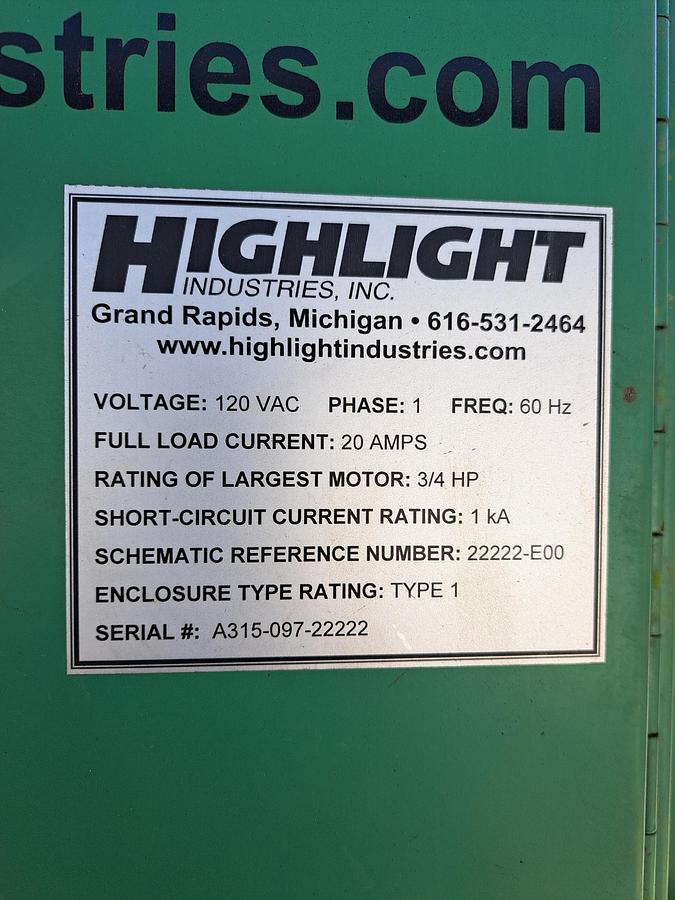 stries.com
HIGHLIGHT
INDUSTRIES, INC.
Grand Rapids, Michigan • 616-531-2464
www.highlightindustries.com
VOLTAGE: 120 VAC PHASE: 1 FREQ: 60 Hz
FULL LOAD CURRENT: 20 AMPS
RATING OF LARGEST MOTOR: 3/4 HP
SHORT-CIRCUIT CURRENT RATING: 1 kA
SCHEMATIC REFERENCE NUMBER: 22222-E00
ENCLOSURE TYPE RATING: TYPE 1
SERIAL #: A315-097-22222